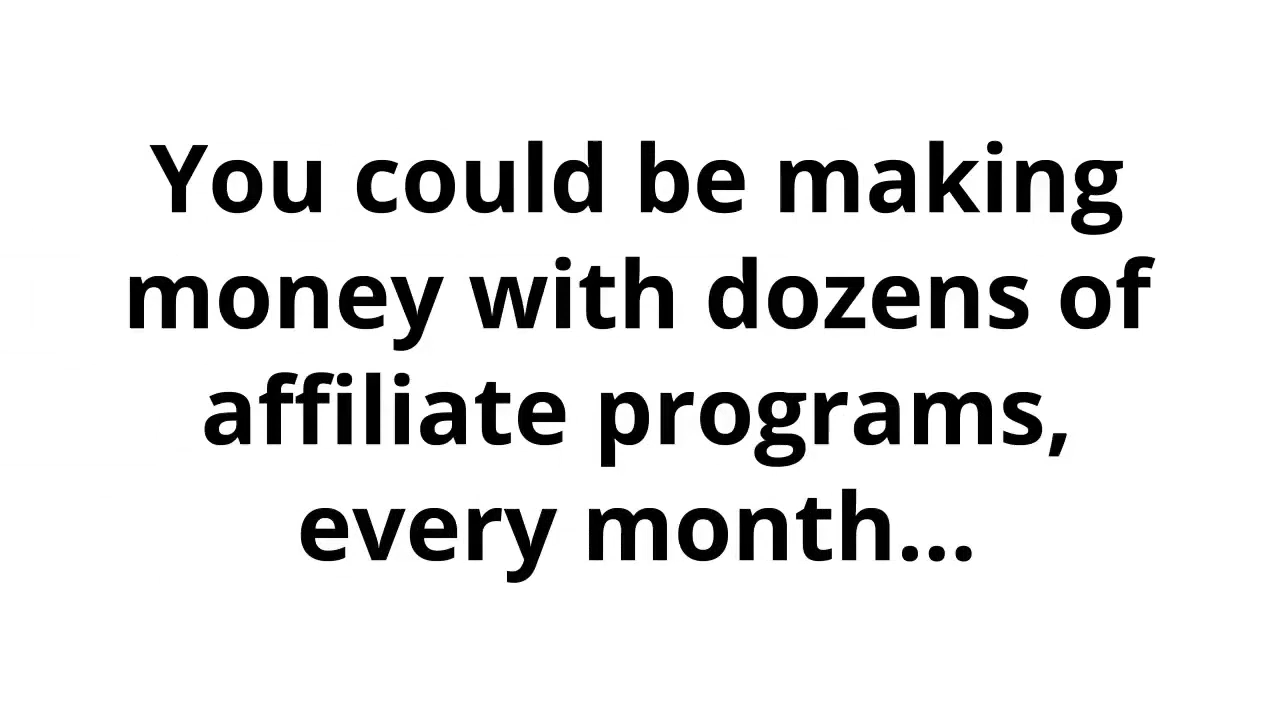 You could be making
money with dozens of
affiliate programs,
every month...